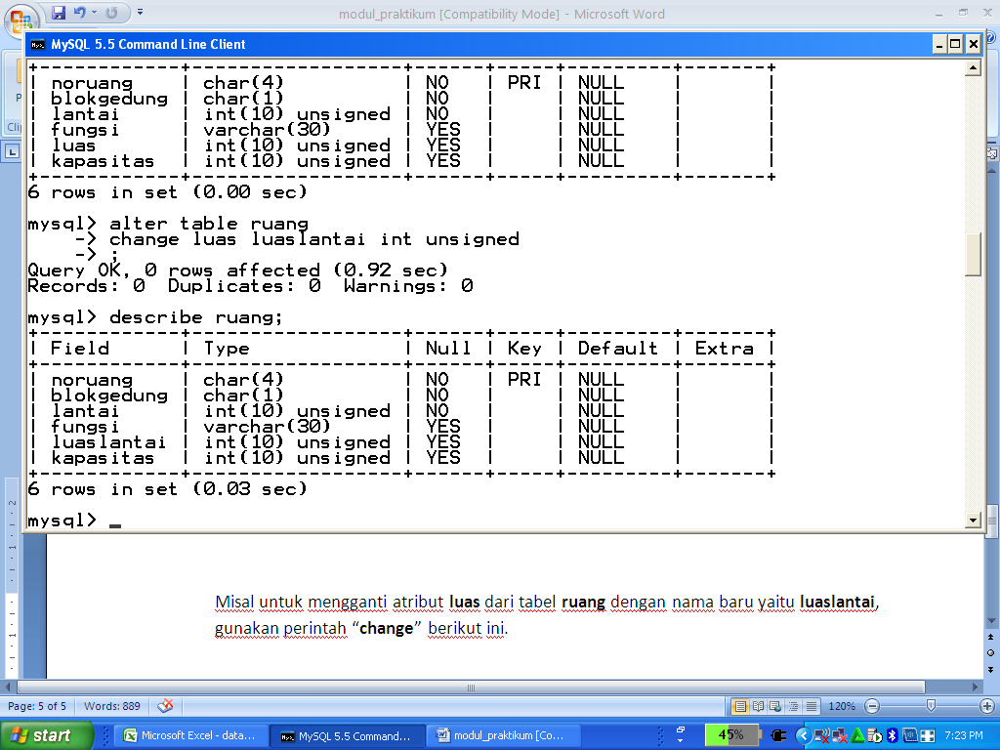 modul_praktikum [Compatibility Mode] - Microsoft Word
MySQL 5.5 Command Line Client
| noruang | char(4) | NO | PRI | NULL | |
| blokgedung | char(1) | NO | | NULL | |
| lantai | int(10) unsigned | NO | | NULL | |
| fungsi | varchar(30) | YES | | NULL | |
| luas | int(10) unsigned | YES | | NULL | |
| kapasitas | int(10) unsigned | YES | | NULL | |
6 rows in set (0.00 sec)
mysql> alter table ruang
-> change luas luaslantai int unsigned
-> ;
Query OK, 0 rows affected (0.92 sec)
Records: 0 Duplicates: 0 Warnings: 0
mysql> describe ruang;
| Field | Type | Null | Key | Default | Extra |
| noruang | char(4) | NO | PRI | NULL | |
| blokgedung | char(1) | NO | | NULL | |
| lantai | int(10) unsigned | NO | | NULL | |
| fungsi | varchar(30) | YES | | NULL | |
| luaslantai | int(10) unsigned | YES | | NULL | |
| kapasitas | int(10) unsigned | YES | | NULL | |
6 rows in set (0.03 sec)
mysql> _
Misal untuk mengganti atribut luas dari tabel ruang dengan nama baru yaitu luaslantai,
gunakan perintah “change” berikut ini.
Page: 5 of 5 Words: 889 120%
start Microsoft Excel - data... MySQL 5.5 Command... modul_praktikum [Co... 45% 7:23 PM